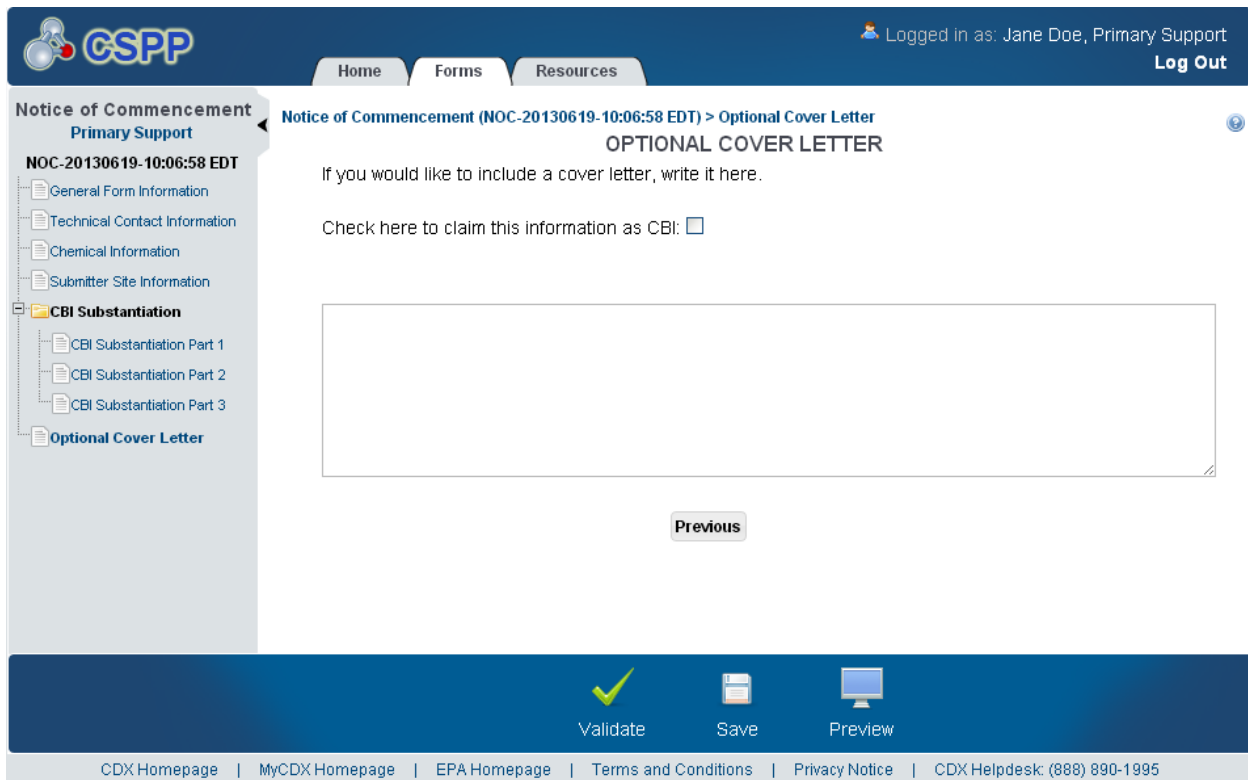 CSPP
Logged in as: Jane Doe, Primary Support
Log Out
Home Forms Resources
Notice of Commencement
Primary Support
NOC-20130619-10:06:58 EDT
General Form Information
Technical Contact Information
Chemical Information
Submitter Site Information
CBI Substantiation
CBI Substantiation Part 1
CBI Substantiation Part 2
CBI Substantiation Part 3
Optional Cover Letter
Notice of Commencement (NOC-20130619-10:06:58 EDT) > Optional Cover Letter
OPTIONAL COVER LETTER
If you would like to include a cover letter, write it here.
Check here to claim this information as CBI:
Previous
Validate Save Preview
CDX Homepage | MyCDX Homepage | EPA Homepage | Terms and Conditions | Privacy Notice | CDX Helpdesk: (888) 890-1995